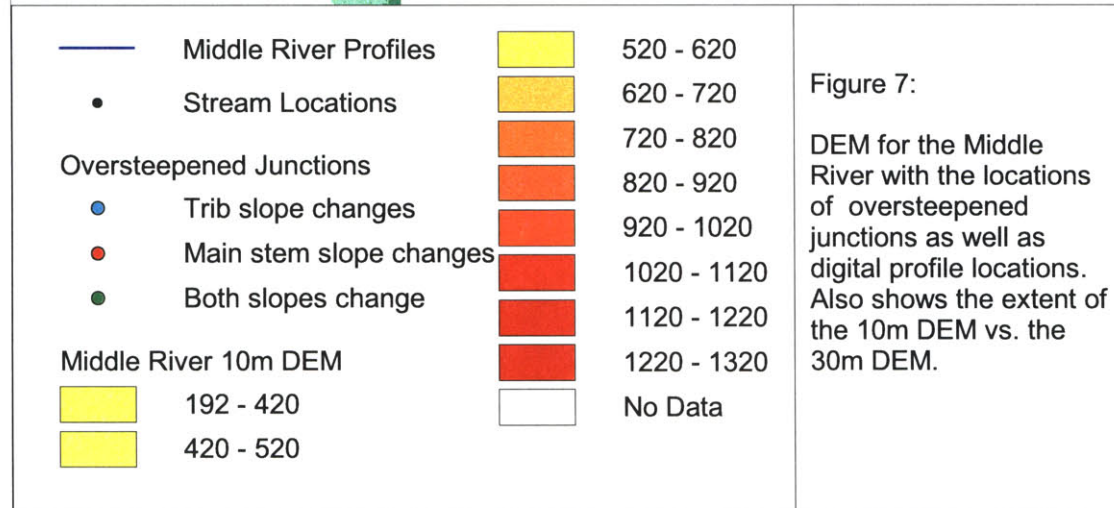 Middle River Profiles
Stream Locations
Oversteepened Junctions
Trib slope changes
Main stem slope changes
Both slopes change
Middle River 10m DEM
192 - 420
420 - 520
520 - 620
620 - 720
720 - 820
820 - 920
920 - 1020
1020 - 1120
1120 - 1220
1220 - 1320
No Data
Figure 7:
DEM for the Middle
River with the locations
of oversteepened
junctions as well as
digital profile locations.
Also shows the extent of
the 10m DEM vs. the
30m DEM.